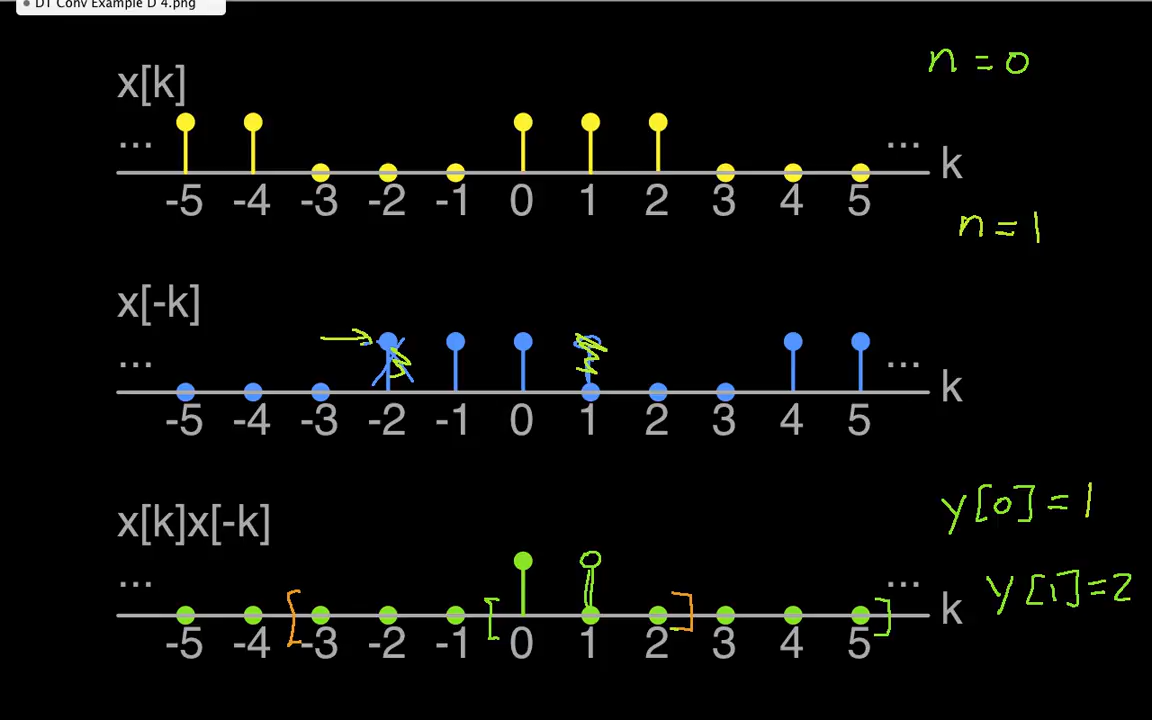 DT Conv Example D 4.png
n = 0
x[k]
... ... k
-5 -4 -3 -2 -1 0 1 2 3 4 5
n = 1
x[-k]
... ... k
-5 -4 -3 -2 -1 0 1 2 3 4 5
y[0] = 1
x[k]x[-k]
... ... k
y[1] = 2
-5 -4 -3 -2 -1 0 1 2 3 4 5